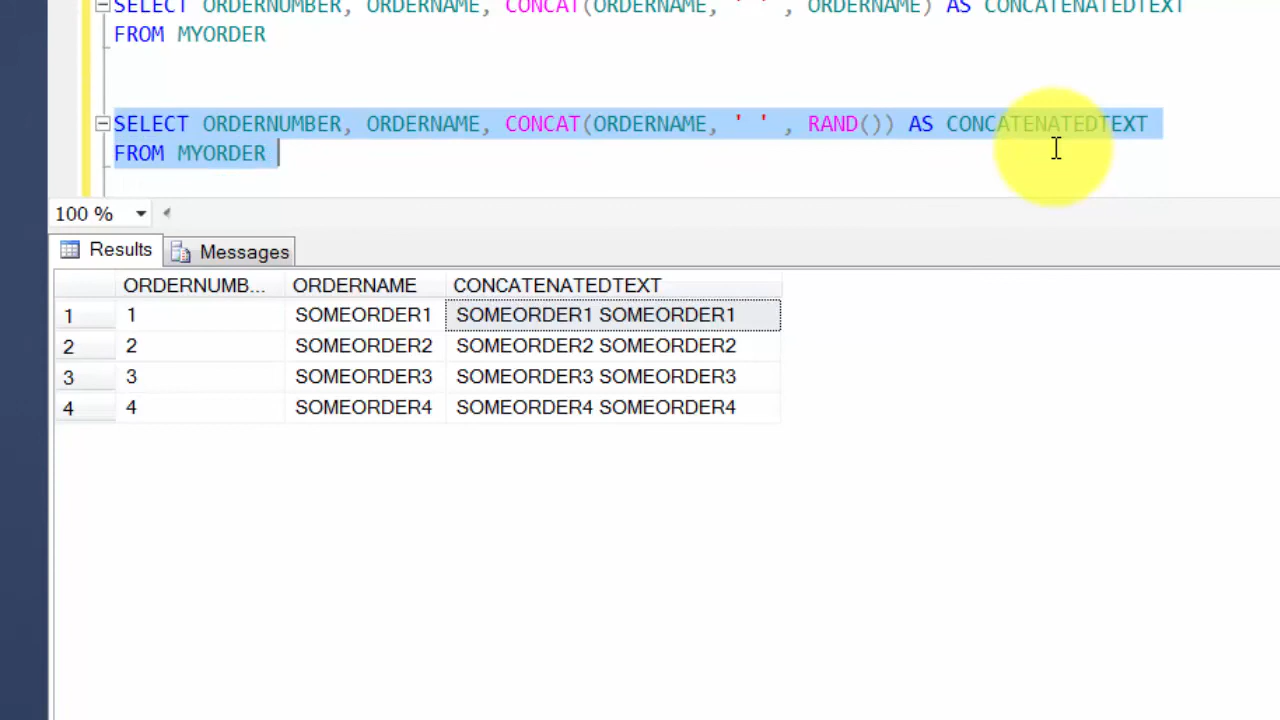 SELECT ORDERNUMBER, ORDERNAME, CONCAT(ORDERNAME, ' ' , ORDERNAME) AS CONCATENATEDTEXT
FROM MYORDER
SELECT ORDERNUMBER, ORDERNAME, CONCAT(ORDERNAME, ' ' , RAND()) AS CONCATENATEDTEXT
FROM MYORDER
100 %
Results Messages
ORDERNUMB... ORDERNAME CONCATENATEDTEXT
1 1 SOMEORDER1 SOMEORDER1 SOMEORDER1
2 2 SOMEORDER2 SOMEORDER2 SOMEORDER2
3 3 SOMEORDER3 SOMEORDER3 SOMEORDER3
4 4 SOMEORDER4 SOMEORDER4 SOMEORDER4